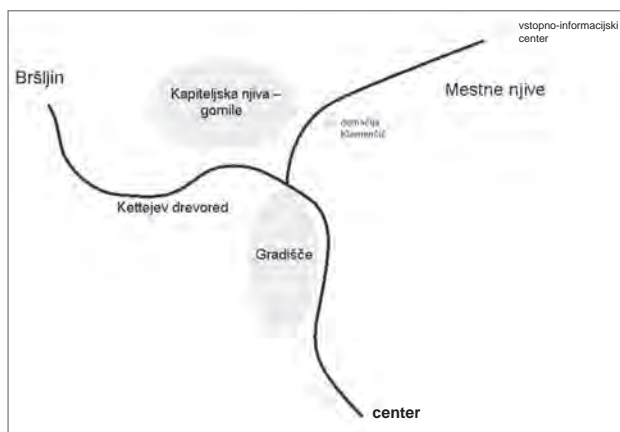 vstopno-informacijski
center
Bršljin
Mestne njive
Kapiteljska njiva –
gomile
domačija
Klemenčič
Kettejev drevored
Gradišče
center